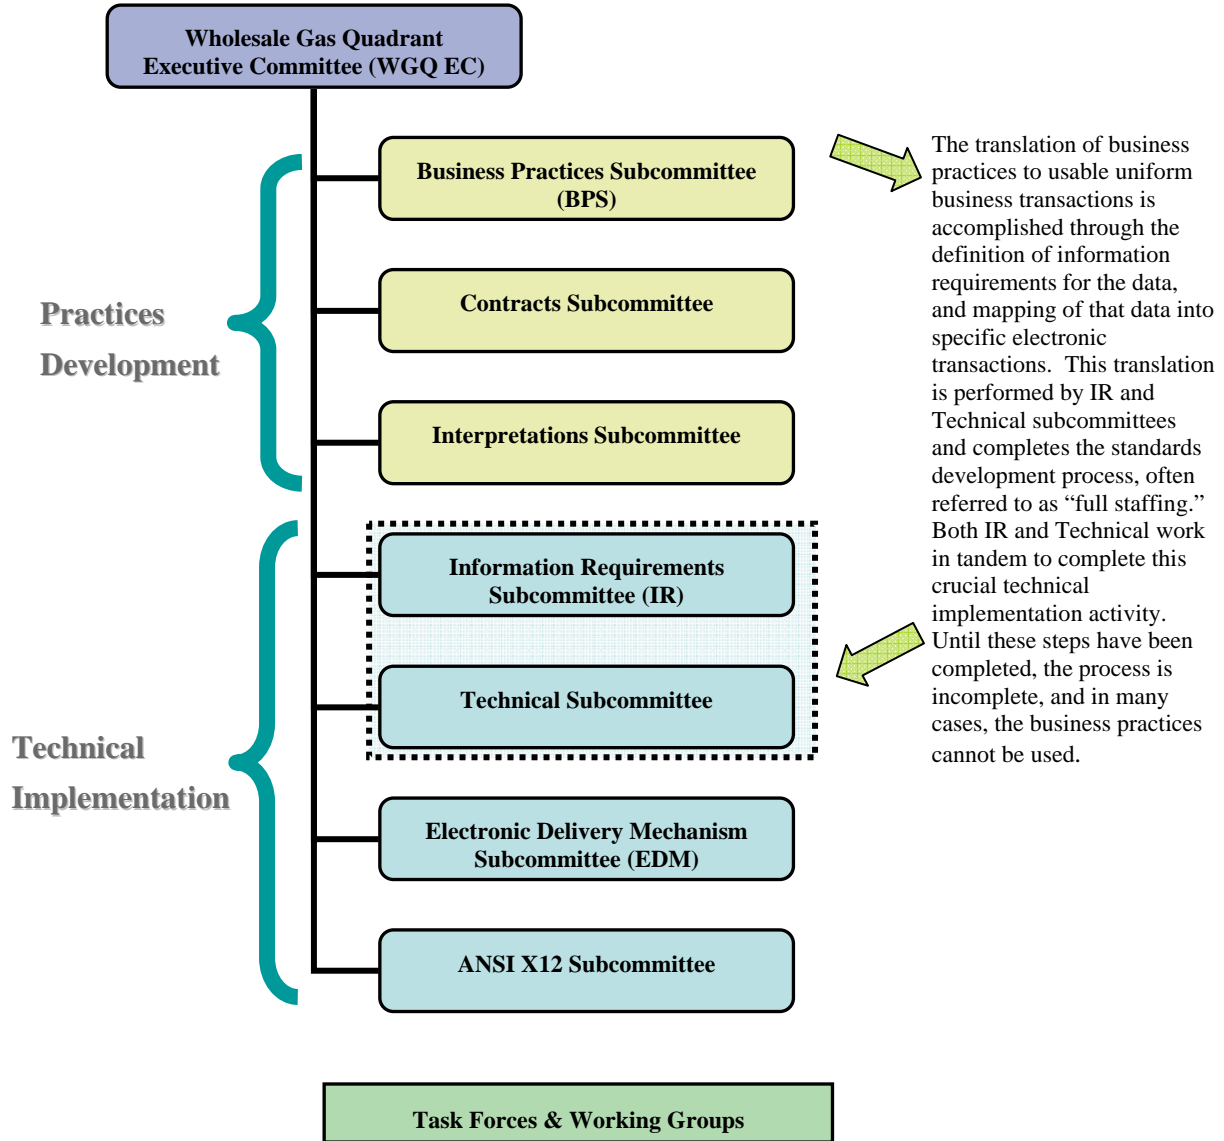 Wholesale Gas Quadrant
Executive Committee (WGQ EC)
Practices
Development
Business Practices Subcommittee
(BPS)
Contracts Subcommittee
Interpretations Subcommittee
Technical
Implementation
Information Requirements
Subcommittee (IR)
Technical Subcommittee
Electronic Delivery Mechanism
Subcommittee (EDM)
ANSI X12 Subcommittee
The translation of business
practices to usable uniform
business transactions is
accomplished through the
definition of information
requirements for the data,
and mapping of that data into
specific electronic
transactions.  This translation
is performed by IR and
Technical subcommittees
and completes the standards
development process, often
referred to as “full staffing.”
Both IR and Technical work
in tandem to complete this
crucial technical
implementation activity.
Until these steps have been
completed, the process is
incomplete, and in many
cases, the business practices
cannot be used.
Task Forces & Working Groups